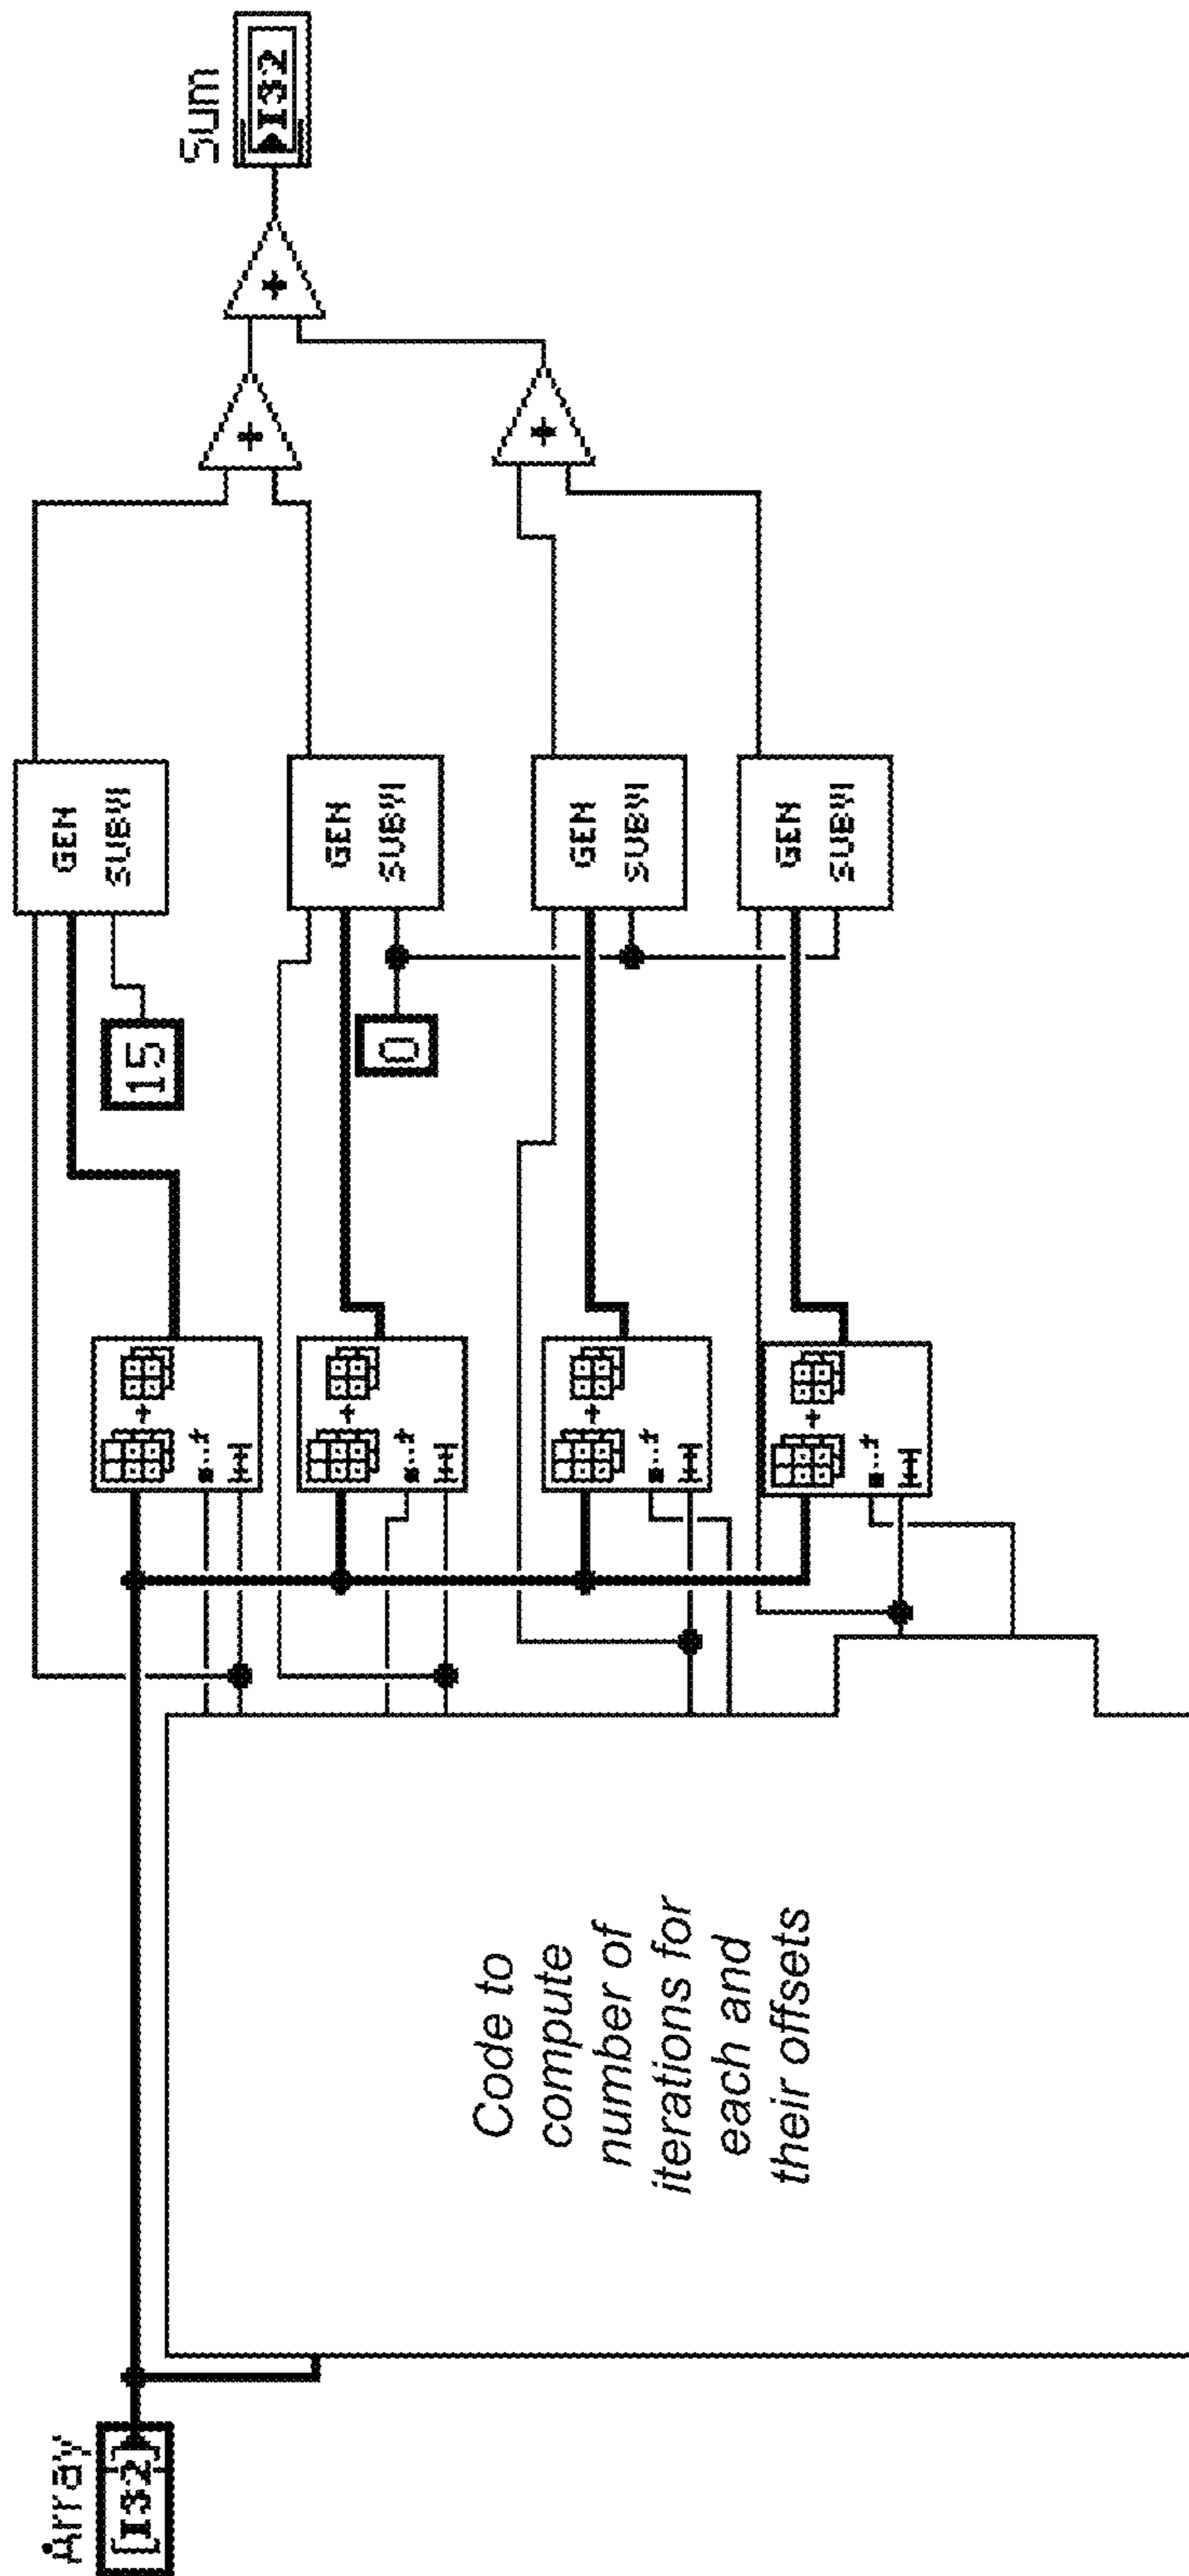 Array
[I32]
Code to
compute
number of
iterations for
each and
their offsets
15
0
GEN
SUBVI
GEN
SUBVI
GEN
SUBVI
GEN
SUBVI
+
+
+
Sum
I32